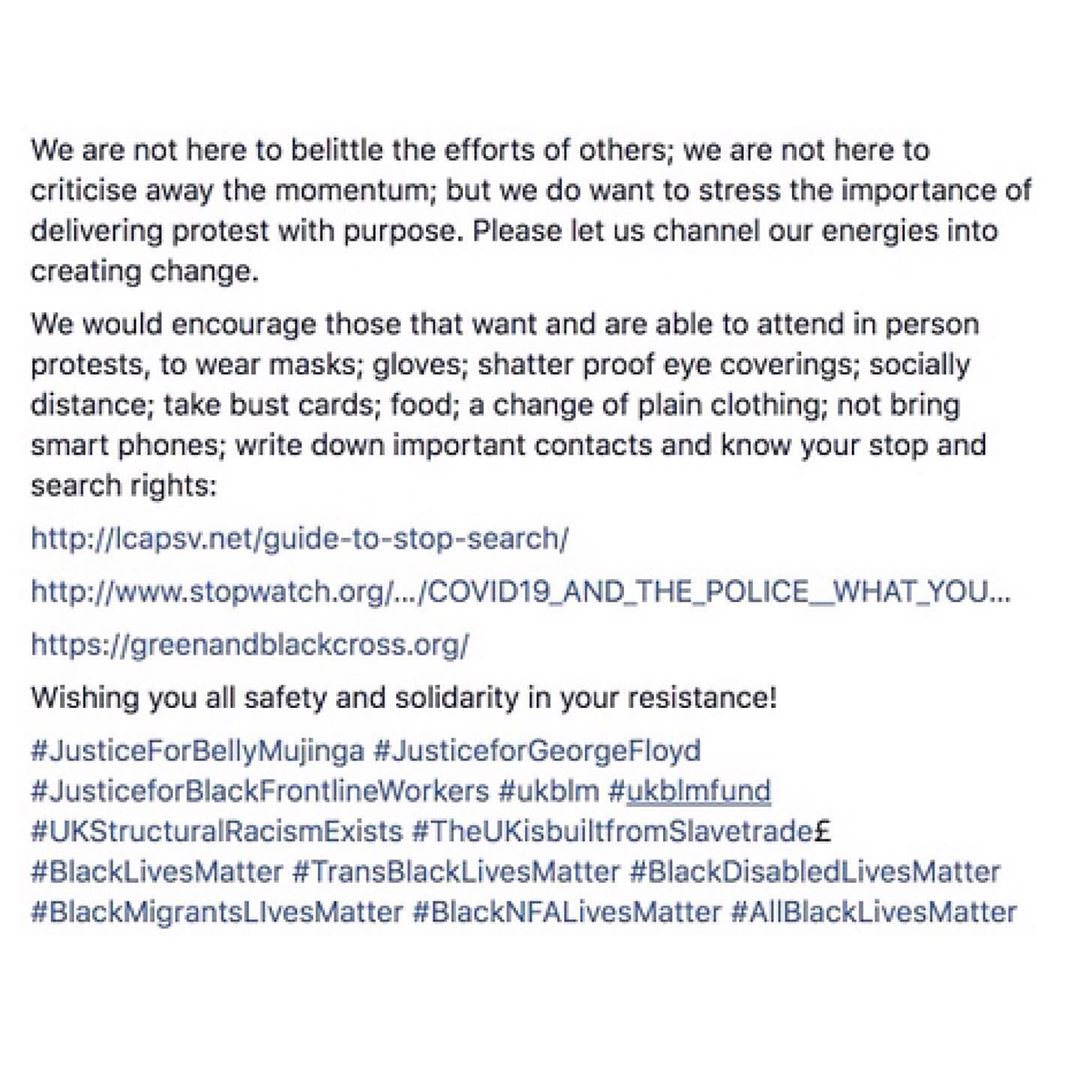 We are not here to belittle the efforts of others; we are not here to
criticise away the momentum; but we do want to stress the importance of
delivering protest with purpose. Please let us channel our energies into
creating change.
We would encourage those that want and are able to attend in person
protests, to wear masks; gloves; shatter proof eye coverings; socially
distance; take bust cards; food; a change of plain clothing; not bring
smart phones; write down important contacts and know your stop and
search rights:
http://lcapsv.net/guide-to-stop-search/
http://www.stopwatch.org/.../COVID19_AND_THE_POLICE__WHAT_YOU...
https://greenandblackcross.org/
Wishing you all safety and solidarity in your resistance!
#JusticeForBellyMujinga #JusticeforGeorgeFloyd
#JusticeforBlackFrontlineWorkers #ukblm #ukblmfund
#UKStructuralRacismExists #TheUKisbuiltfromSlavetrade£
#BlackLivesMatter #TransBlackLivesMatter #BlackDisabledLivesMatter
#BlackMigrantsLIvesMatter #BlackNFALivesMatter #AllBlackLivesMatter